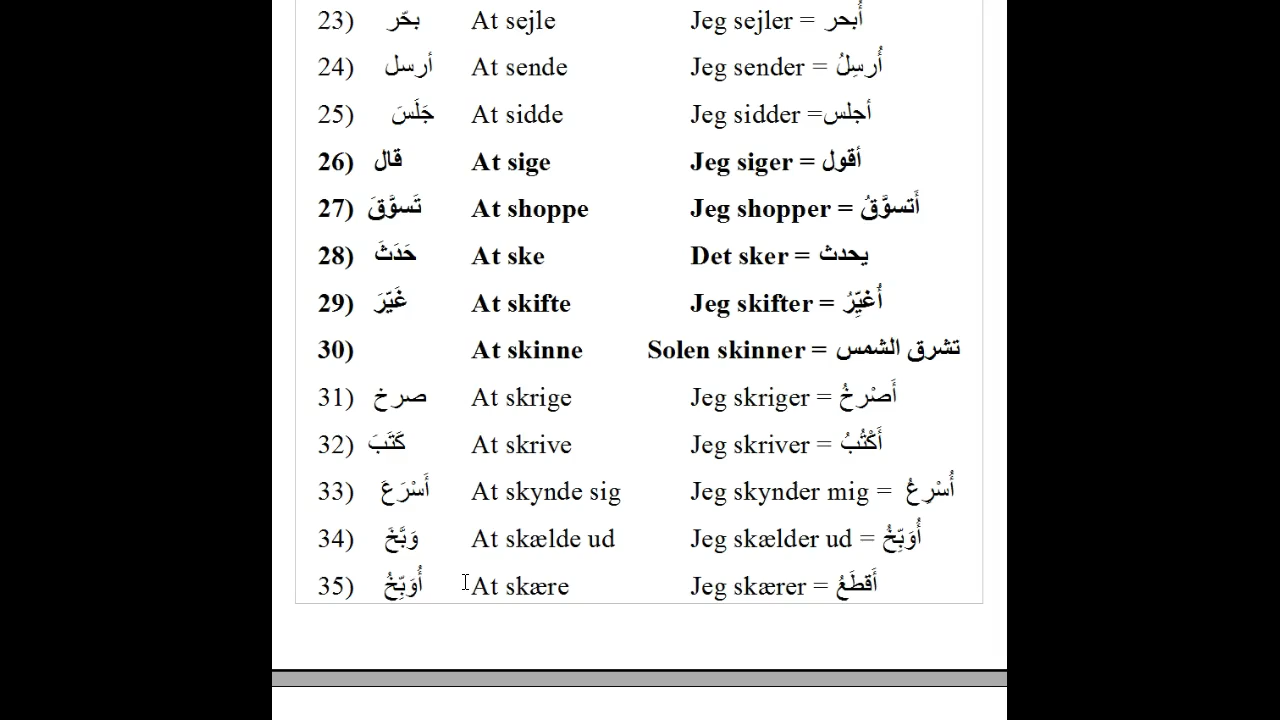 23) بحّر At sejle Jeg sejler = أُبحر
24) أرسل At sende Jeg sender = أُرسِلُ
25) جَلَسَ At sidde Jeg sidder =أجلس
26) قال At sige Jeg siger = أقول
27) تَسوَّقَ At shoppe Jeg shopper = أَتسوَّقُ
28) حَدَثَ At ske Det sker = يحدث
29) غَيّرَ At skifte Jeg skifter = أُغيِّرُ
30) At skinne Solen skinner = تشرق الشمس
31) صرخ At skrige Jeg skriger = أَصْرخُ
32) كَتَبَ At skrive Jeg skriver = أَكْتُبُ
33) أَسْرَعَ At skynde sig Jeg skynder mig = أُسْرعُ
34) وَبَّخَ At skælde ud Jeg skælder ud = أُوَبِّخُ
35) أُوَبِّخُ At skære Jeg skærer = أَقطَعُ